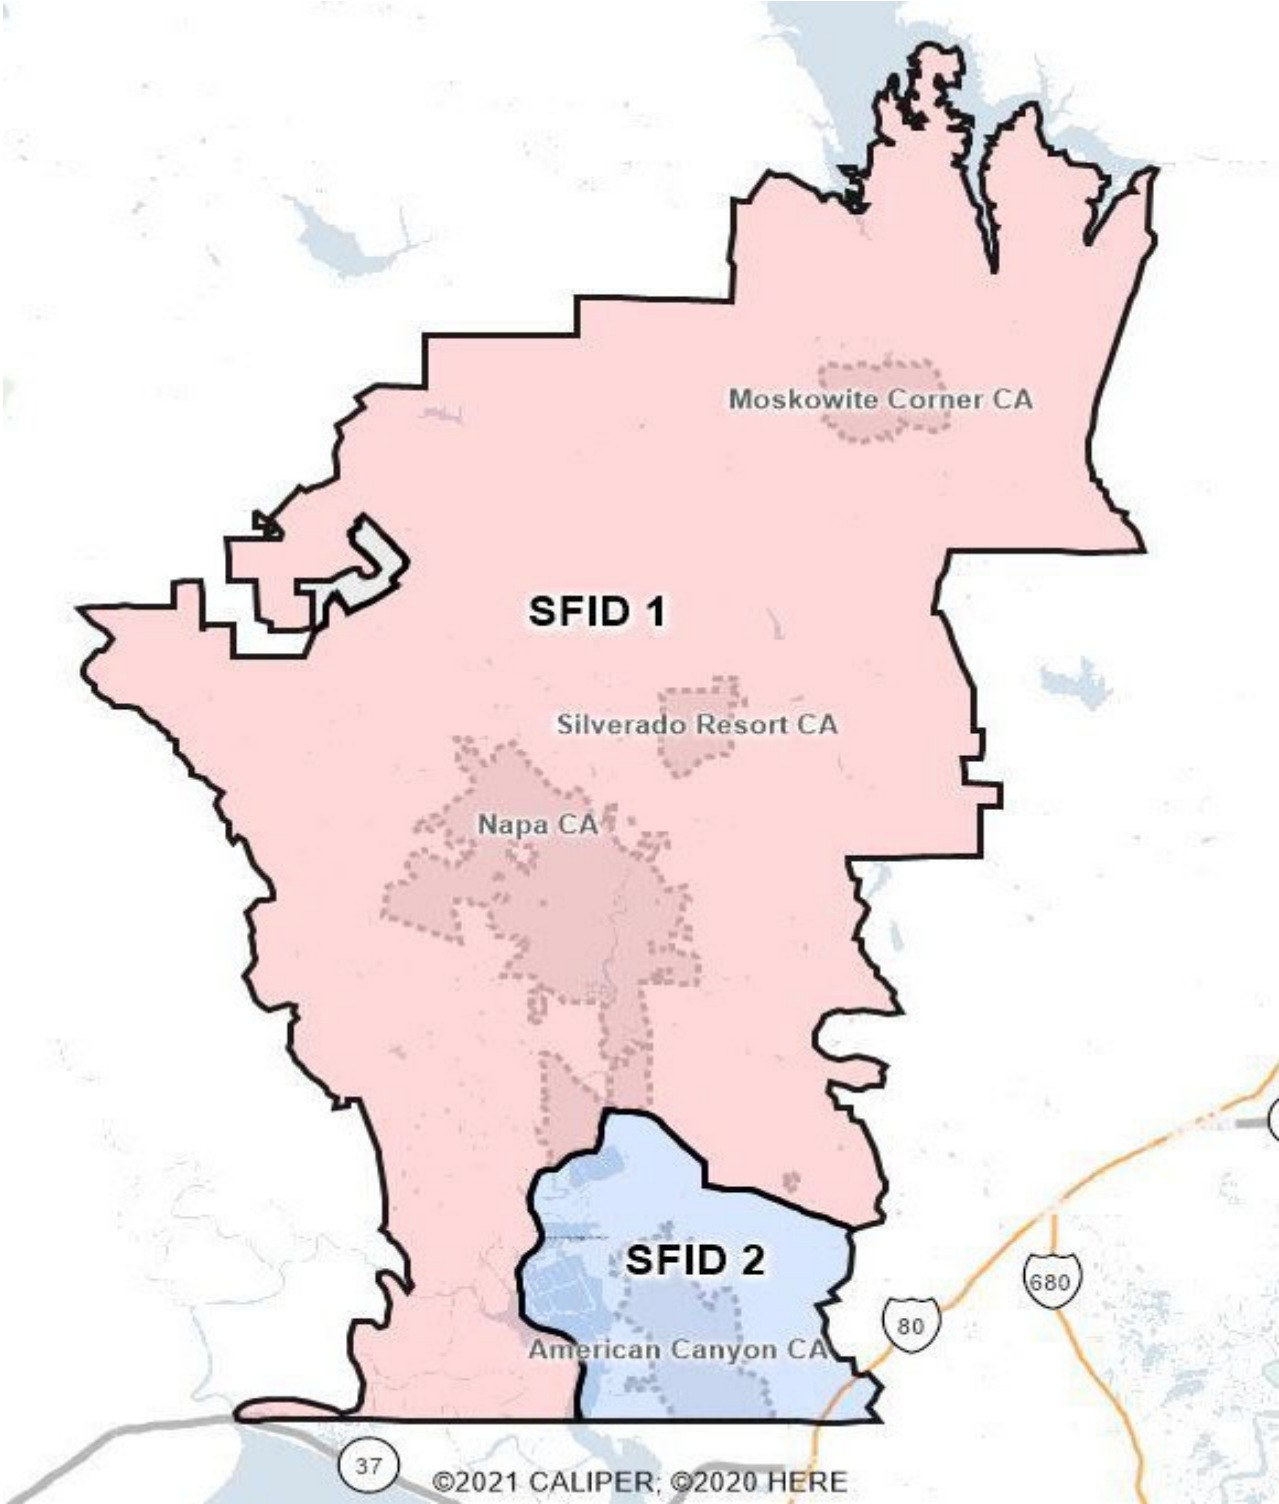 Moskowite Corner CA
SFID 1
Silverado Resort CA
Napa CA
SFID 2
680
80
American Canyon CA
37
©2021 CALIPER; ©2020 HERE